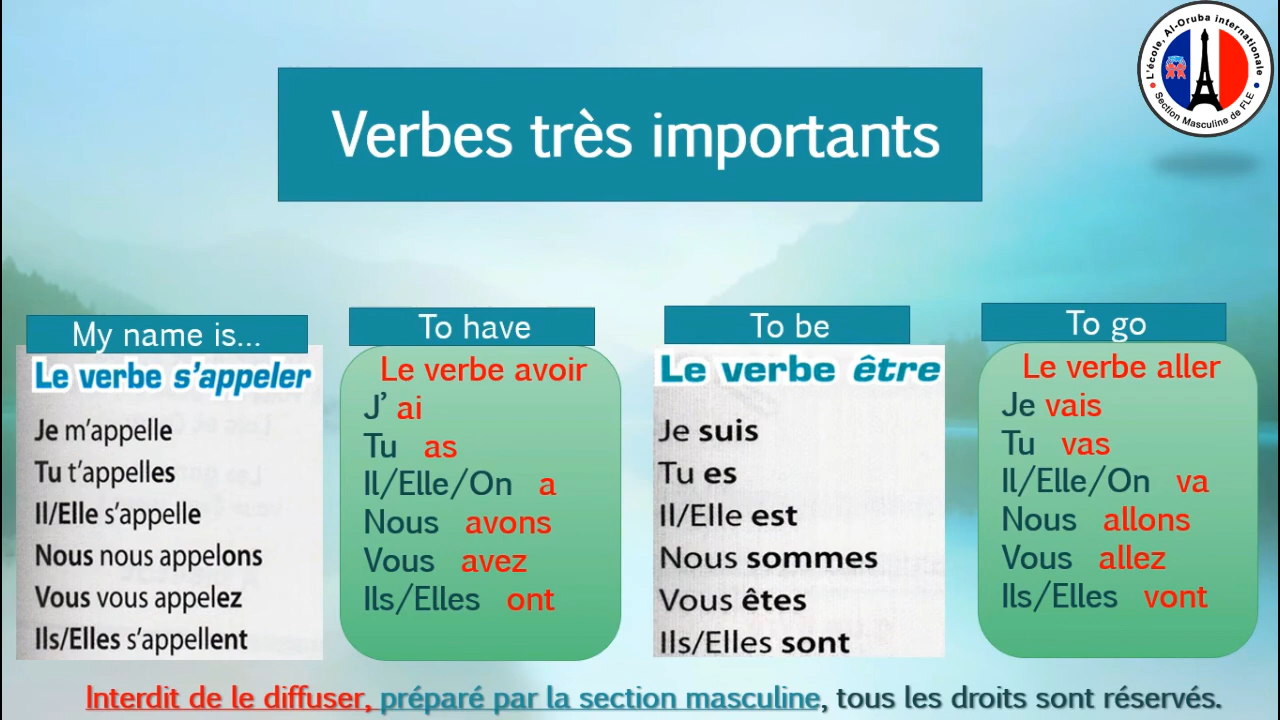 L'école, Al-Oruba internationale
Section Masculine de FLE
Verbes très importants
My name is...
Le verbe s'appeler
Je m'appelle
Tu t'appelles
Il/Elle s'appelle
Nous nous appelons
Vous vous appelez
Ils/Elles s'appellent
To have
Le verbe avoir
J' ai
Tu as
Il/Elle/On a
Nous avons
Vous avez
Ils/Elles ont
To be
Le verbe être
Je suis
Tu es
Il/Elle est
Nous sommes
Vous êtes
Ils/Elles sont
To go
Le verbe aller
Je vais
Tu vas
Il/Elle/On va
Nous allons
Vous allez
Ils/Elles vont
Interdit de le diffuser, préparé par la section masculine, tous les droits sont réservés.